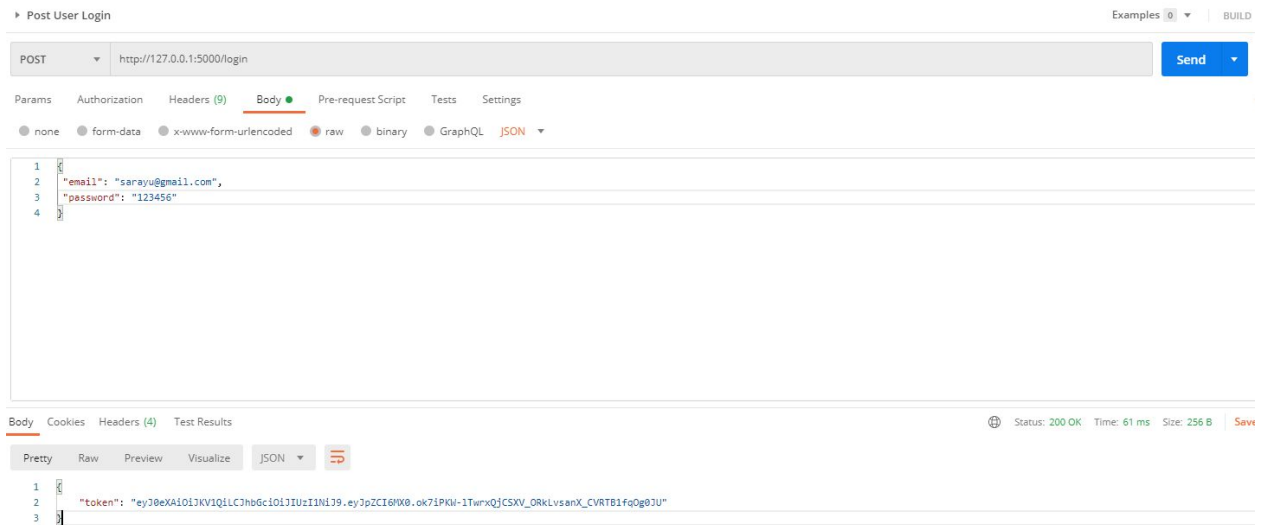 Post User Login Examples 0 BUILD
POST http://127.0.0.1:5000/login Send
Params Authorization Headers (9) Body Pre-request Script Tests Settings
none form-data x-www-form-urlencoded raw binary GraphQL JSON
1 {
2 "email": "sarayu@gmail.com",
3 "password": "123456"
4 }
Body Cookies Headers (4) Test Results Status: 200 OK Time: 61 ms Size: 256 B Save
Pretty Raw Preview Visualize JSON
1 {
2 "token": "eyJ0eXAiOiJKV1QiLCJhbGciOiJIUzI1NiJ9.eyJpZCI6MX0.ok7iPKW-lTwrxQjCSXV_ORkLvsanX_CVRTB1fqOg0JU"
3 }